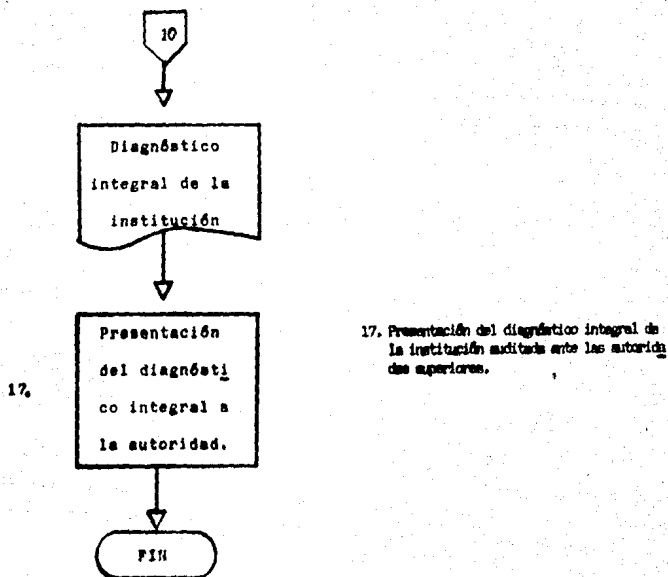 10
Diagnóstico
integral de la
institución
17.
Presentación
del diagnósti
co integral a
la autoridad.
17. Presentación del diagnóstico integral de
la institución auditada ante las autorida
des superiores.
FIN